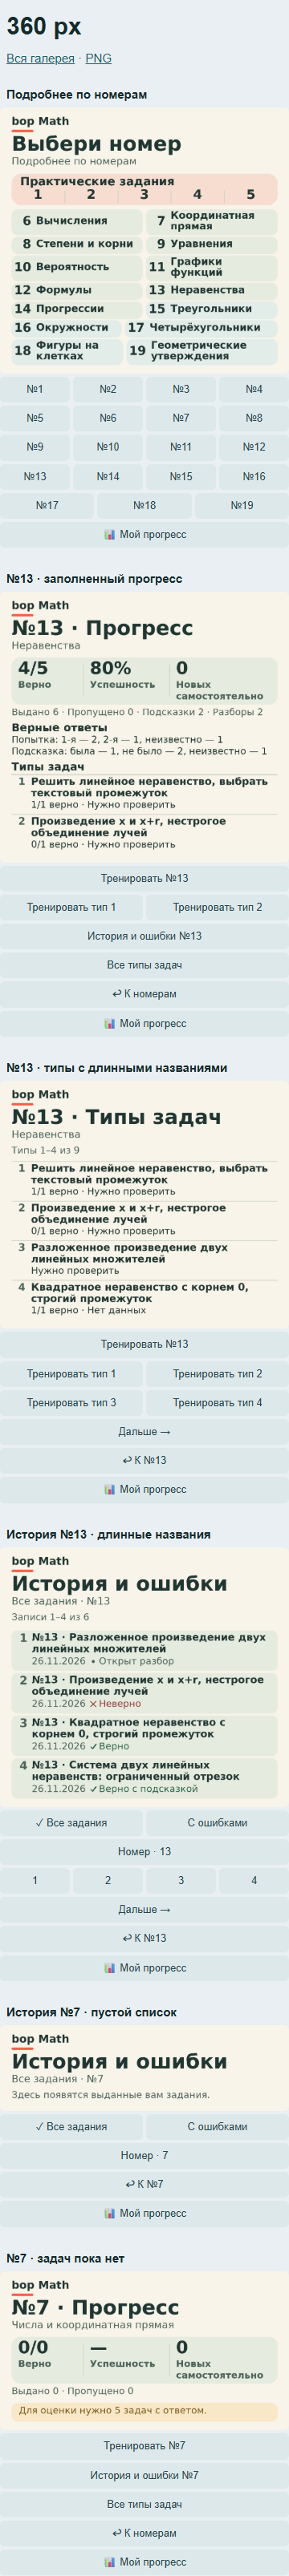 360 px
Вся галерея · PNG
Подробнее по номерам
bop Math
Выбери номер
Подробнее по номерам
Практические задания
1 2 3 4 5
6 Вычисления
7 Координатная прямая
8 Степени и корни
9 Уравнения
10 Вероятность
11 Графики функций
12 Формулы
13 Неравенства
14 Прогрессии
15 Треугольники
16 Окружности
17 Четырёхугольники
18 Фигуры на клетках
19 Геометрические утверждения
№1 №2 №3 №4
№5 №6 №7 №8
№9 №10 №11 №12
№13 №14 №15 №16
№17 №18 №19
📊 Мой прогресс
№13 · заполненный прогресс
bop Math
№13 · Прогресс
Неравенства
4/5 80% 0
Верно Успешность Новых самостоятельно
Выдано 6 · Пропущено 0 · Подсказки 2 · Разборы 2
Верные ответы
Попытка: 1-я — 2, 2-я — 1, неизвестно — 1
Подсказка: была — 1, не было — 2, неизвестно — 1
Типы задач
1 Решить линейное неравенство, выбрать
текстовый промежуток
1/1 верно · Нужно проверить
2 Произведение x и x+r, нестрогое
объединение лучей
0/1 верно · Нужно проверить
Тренировать №13
Тренировать тип 1 Тренировать тип 2
История и ошибки №13
Все типы задач
↩ К номерам
📊 Мой прогресс
№13 · типы с длинными названиями
bop Math
№13 · Типы задач
Неравенства
Типы 1–4 из 9
1 Решить линейное неравенство, выбрать
текстовый промежуток
1/1 верно · Нужно проверить
2 Произведение x и x+r, нестрогое
объединение лучей
0/1 верно · Нужно проверить
3 Разложенное произведение двух
линейных множителей
Нужно проверить
4 Квадратное неравенство с корнем 0,
строгий промежуток
1/1 верно · Нет данных
Тренировать №13
Тренировать тип 1 Тренировать тип 2
Тренировать тип 3 Тренировать тип 4
Дальше →
↩ К №13
📊 Мой прогресс
История №13 · длинные названия
bop Math
История и ошибки
Все задания · №13
Записи 1–4 из 6
1 №13 · Разложенное произведение двух
линейных множителей
26.11.2026 • Открыт разбор
2 №13 · Произведение x и x+r, нестрогое
объединение лучей
26.11.2026 ✗ Неверно
3 №13 · Квадратное неравенство с
корнем 0, строгий промежуток
26.11.2026 ✓ Верно
4 №13 · Система двух линейных
неравенств: ограниченный отрезок
26.11.2026 ✓ Верно с подсказкой
✓ Все задания С ошибками
Номер · 13
1 2 3 4
Дальше →
↩ К №13
📊 Мой прогресс
История №7 · пустой список
bop Math
История и ошибки
Все задания · №7
Здесь появятся выданные вам задания.
✓ Все задания С ошибками
Номер · 7
↩ К №7
📊 Мой прогресс
№7 · задач пока нет
bop Math
№7 · Прогресс
Числа и координатная прямая
0/0 — 0
Верно Успешность Новых самостоятельно
Выдано 0 · Пропущено 0
Для оценки нужно 5 задач с ответом.
Тренировать №7
История и ошибки №7
Все типы задач
↩ К номерам
📊 Мой прогресс